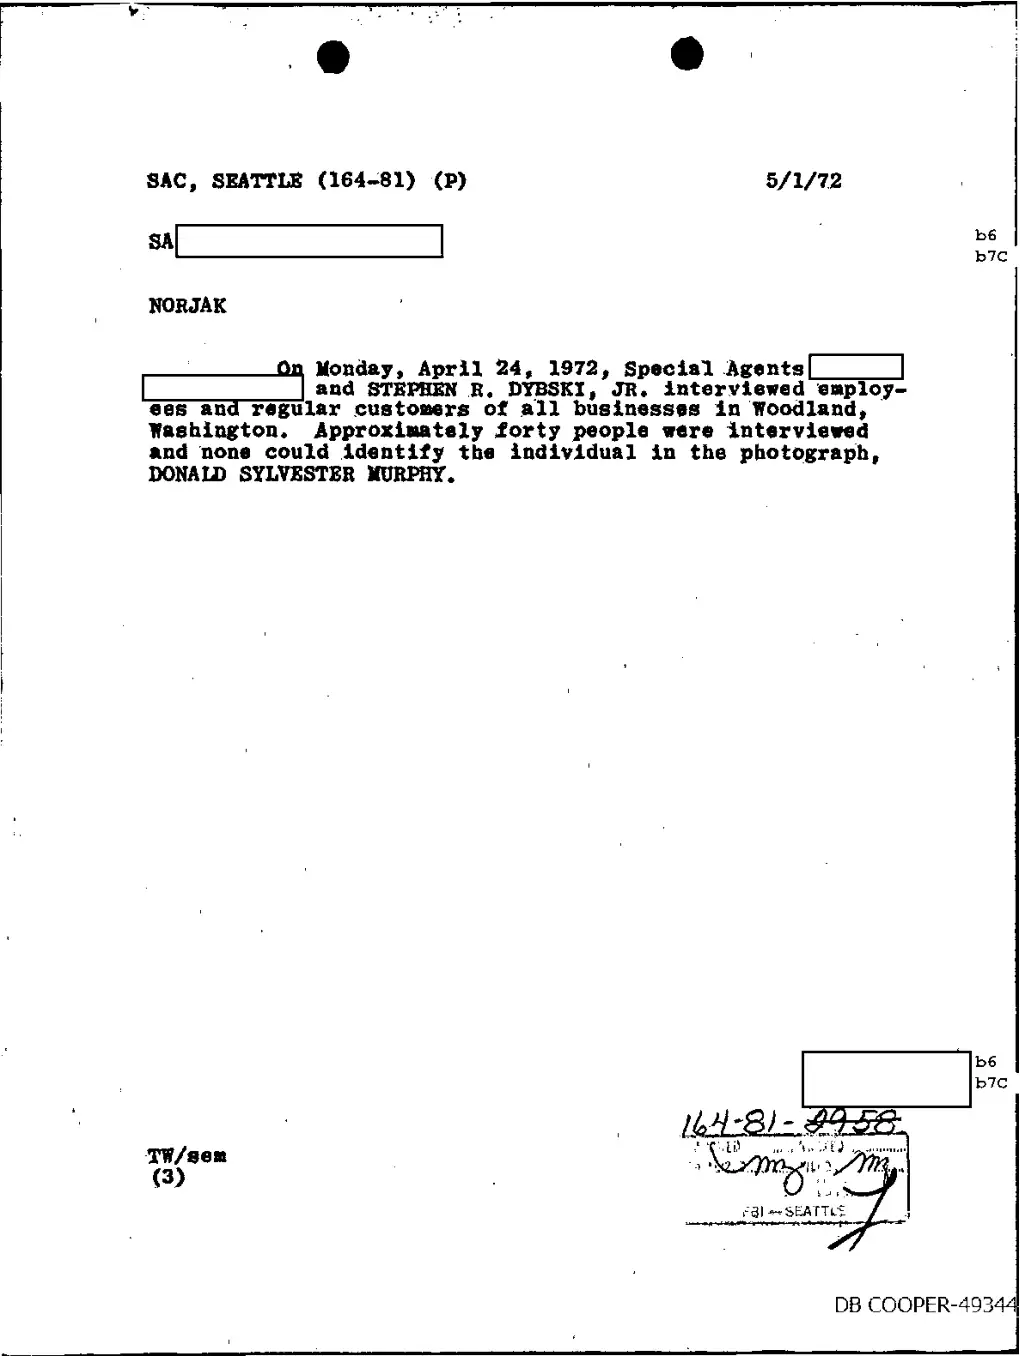 SAC, SEATTLE (164-81) (P) 5/1/72
SA
b6
b7C
NORJAK
On Monday, April 24, 1972, Special Agents
and STEPHEN R. DYBSKI, JR. interviewed employ-
ees and regular customers of all businesses in Woodland,
Washington. Approximately forty people were interviewed
and none could identify the individual in the photograph,
DONALD SYLVESTER MURPHY.
b6
b7C
164-81-2958
TW/sem
(3)
FBI — SEATTLE
DB COOPER-49344